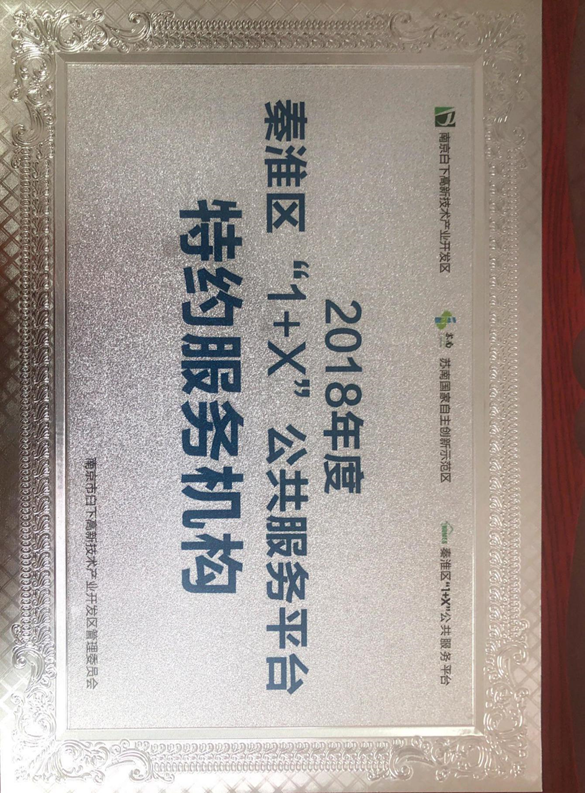 南京白下高新技术产业开发区 苏南 苏南国家自主创新示范区 秦淮区“1+X”公共服务平台
2018年度
秦淮区“1+X”公共服务平台
特约服务机构
南京市白下高新技术产业开发区管理委员会